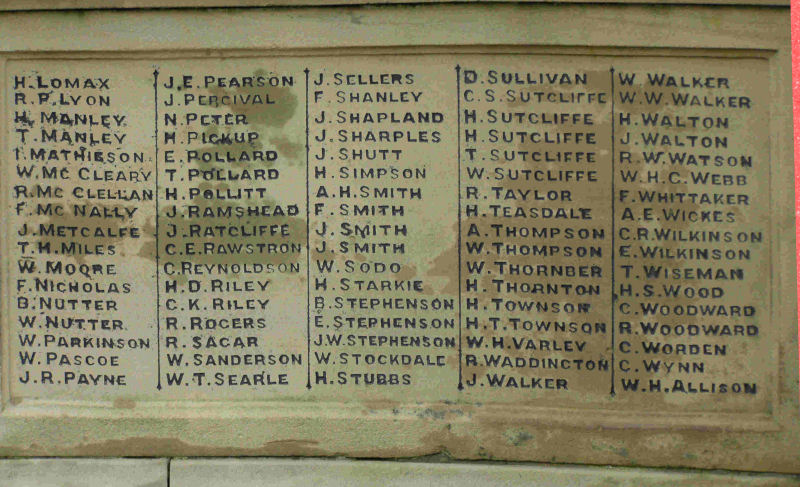 H. LOMAX
R. P. LYON
H. MANLEY
T. MANLEY
I. MATHIESON
W. MC CLEARY
R. MC CLELLAN
F. MC NALLY
J. METCALFE
T. H. MILES
W. MOORE
F. NICHOLAS
B. NUTTER
W. NUTTER
W. PARKINSON
W. PASCOE
J. R. PAYNE
J. E. PEARSON
J. PERCIVAL
N. PETER
H. PICKUP
E. POLLARD
T. POLLARD
H. POLLITT
J. RAMSHEAD
J. RATCLIFFE
C. E. RAWSTRON
C. REYNOLDSON
H. D. RILEY
C. K. RILEY
R. ROGERS
R. SAGAR
W. SANDERSON
W. T. SEARLE
J. SELLERS
F. SHANLEY
J. SHAPLAND
J. SHARPLES
J. SHUTT
H. SIMPSON
A. H. SMITH
F. SMITH
J. SMITH
J. SMITH
W. SODO
H. STARKIE
B. STEPHENSON
E. STEPHENSON
J. W. STEPHENSON
W. STOCKDALE
H. STUBBS
D. SULLIVAN
C. S. SUTCLIFFE
H. SUTCLIFFE
H. SUTCLIFFE
T. SUTCLIFFE
W. SUTCLIFFE
R. TAYLOR
H. TEASDALE
A. THOMPSON
W. THOMPSON
W. THORNBER
H. THORNTON
H. TOWNSON
H. T. TOWNSON
W. H. VARLEY
R. WADDINGTON
J. WALKER
W. WALKER
W. W. WALKER
H. WALTON
J. WALTON
R. W. WATSON
W. H. C. WEBB
F. WHITTAKER
A. E. WICKES
C. R. WILKINSON
E. WILKINSON
T. WISEMAN
H. S. WOOD
C. WOODWARD
R. WOODWARD
C. WORDEN
C. WYNN
W. H. ALLISON